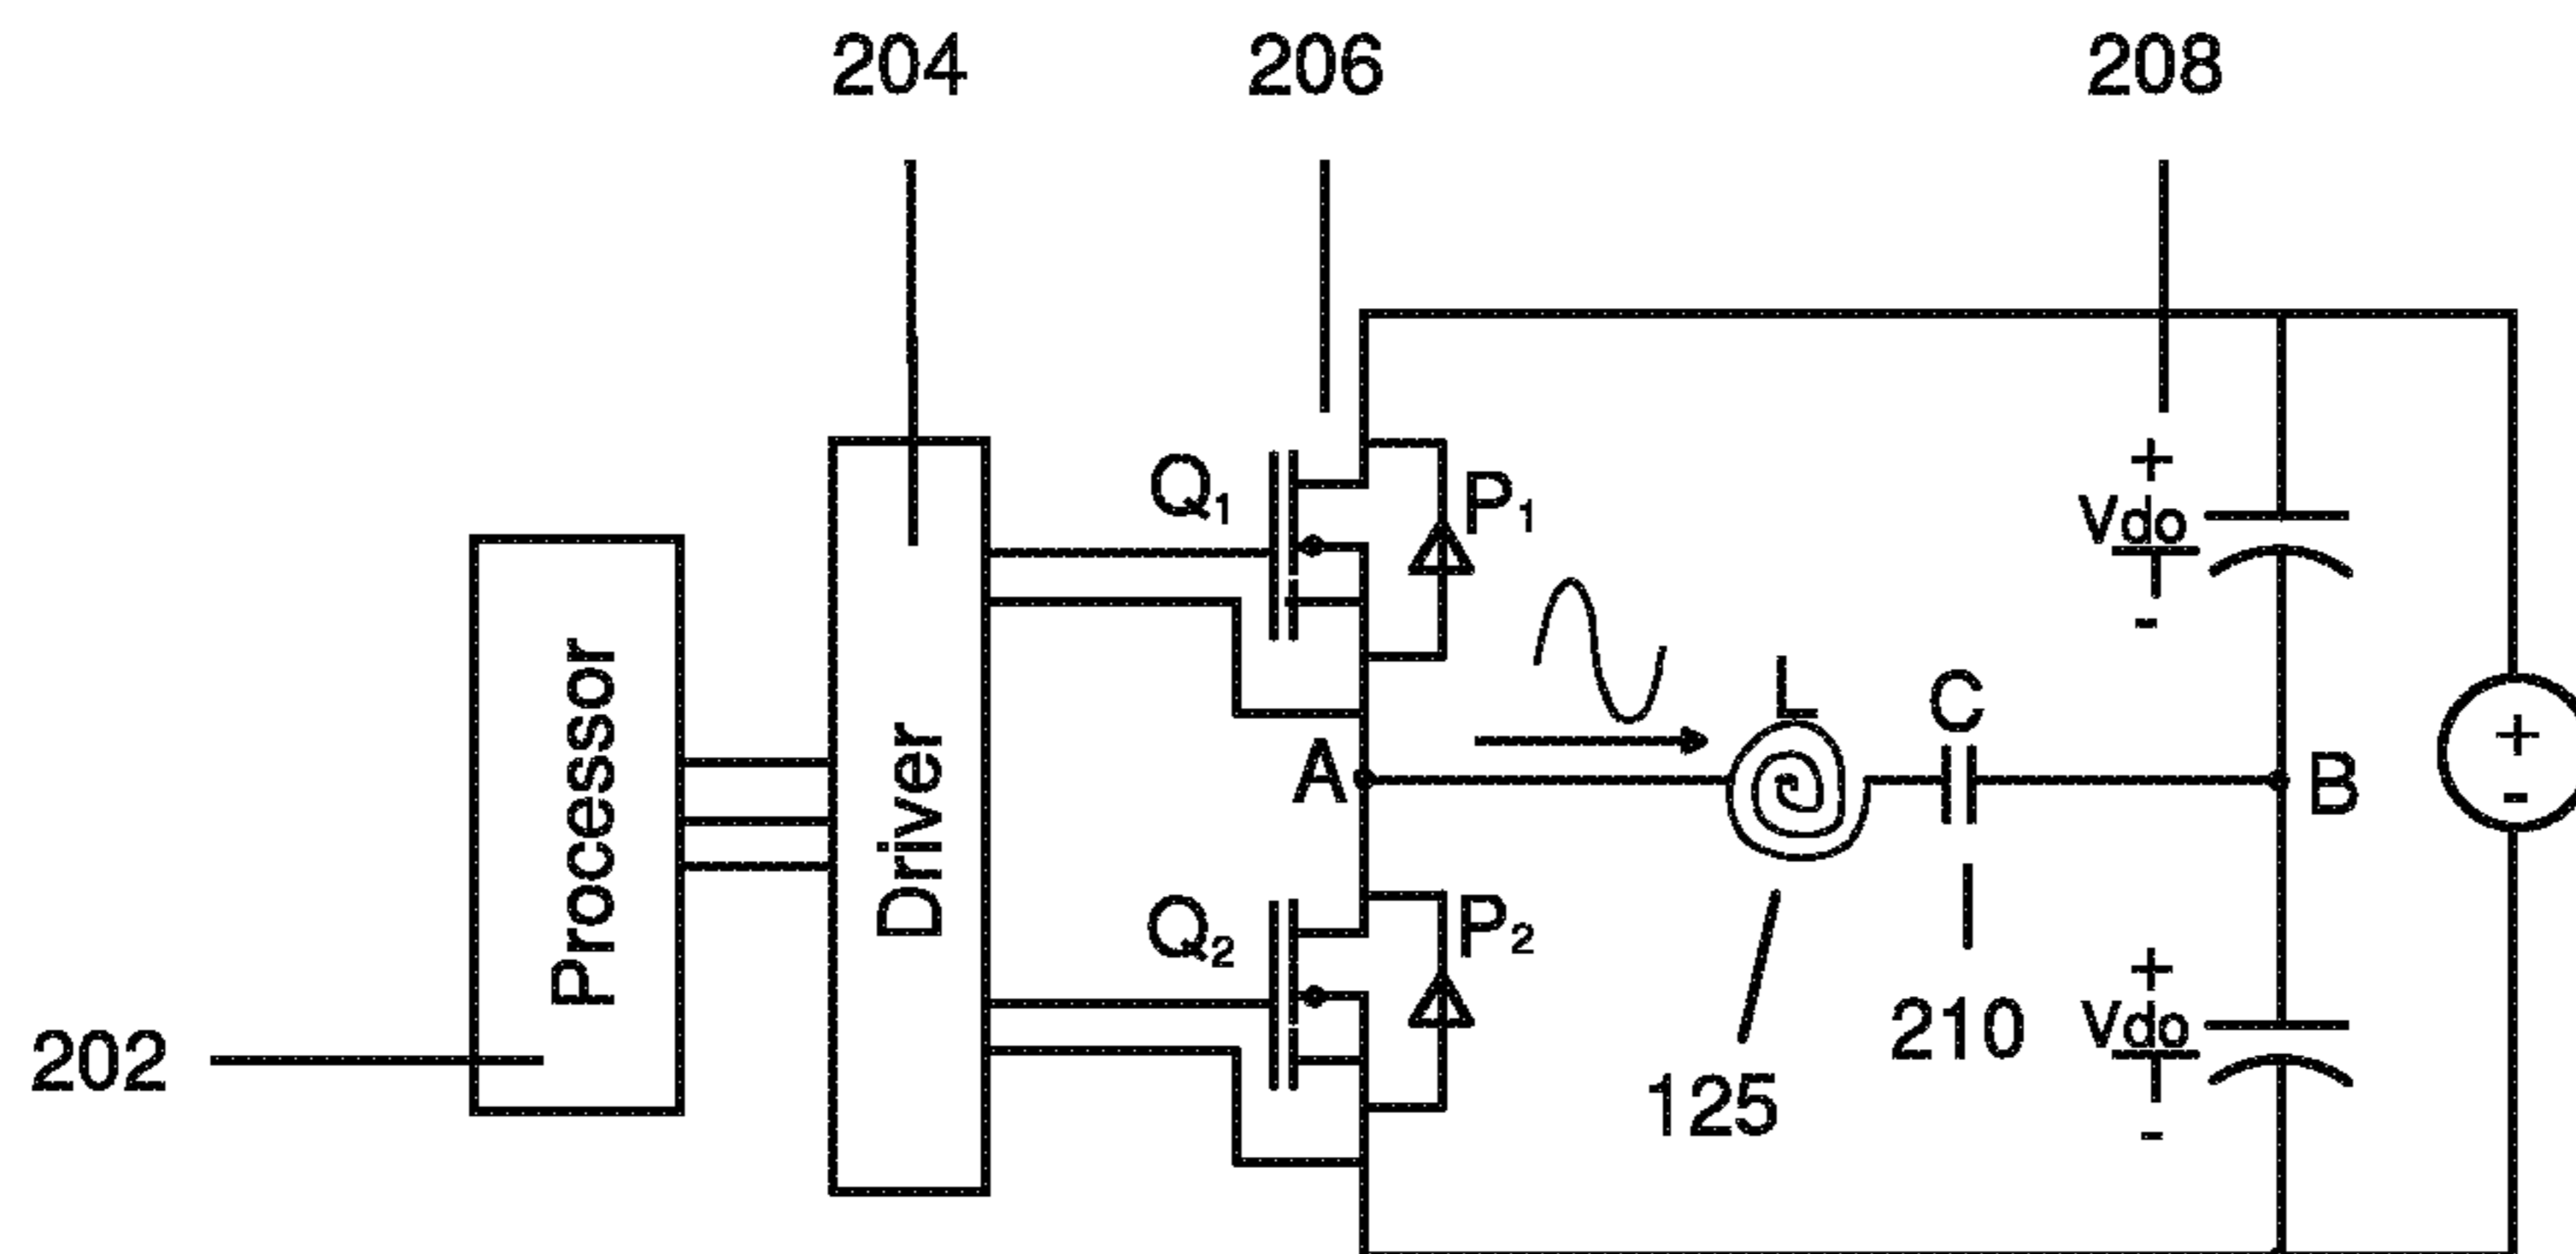 204
206
208
Q1
P1
+
Vdo
-
Processor
Driver
L
C
A
B
+
-
Q2
P2
+
Vdo
-
202
125
210